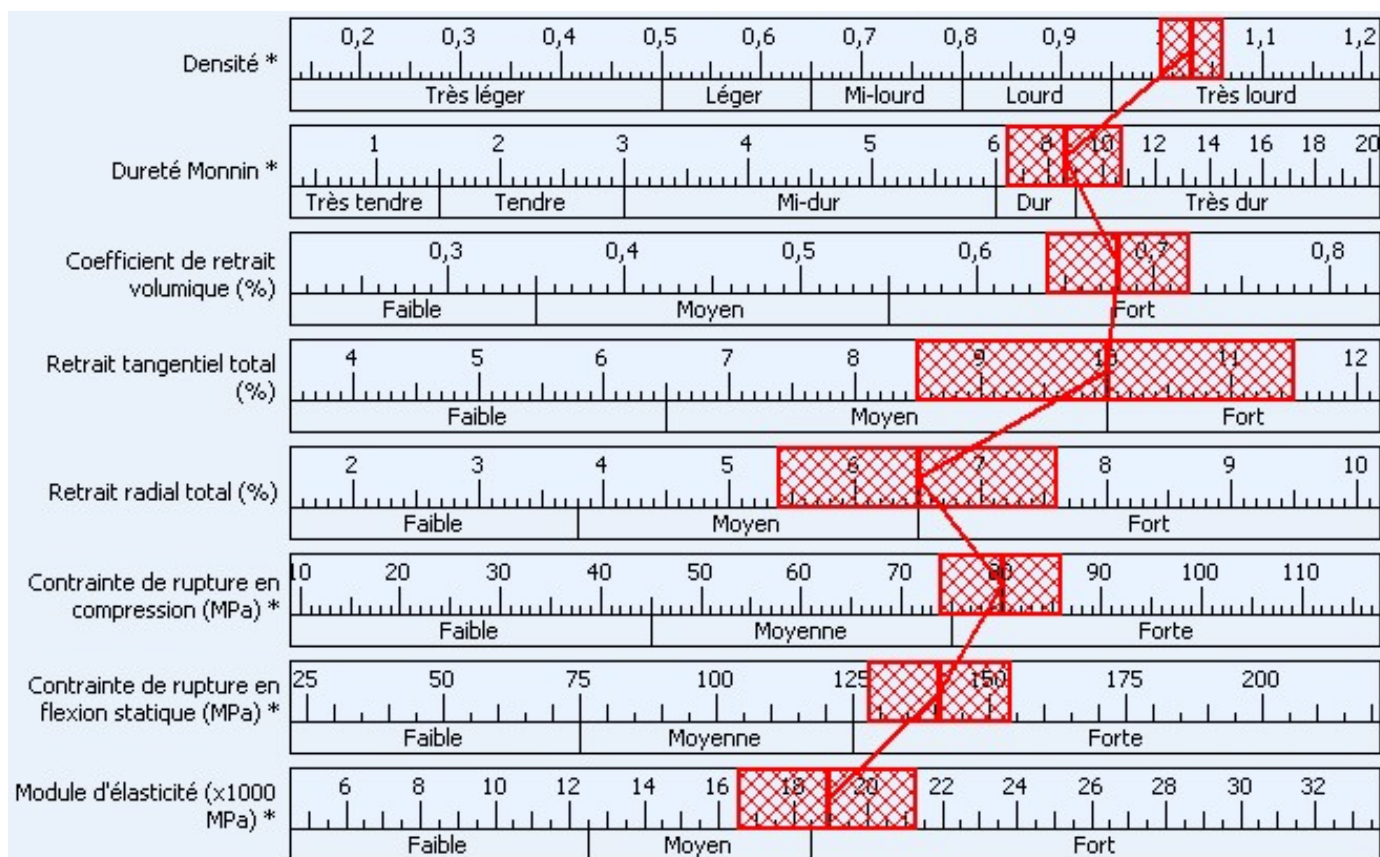 0,2 0,3 0,4 0,5 0,6 0,7 0,8 0,9 1 1,1 1,2
Densité *
Très léger Léger Mi-lourd Lourd Très lourd
1 2 3 4 5 6 8 10 12 14 16 18 20
Dureté Monnin *
Très tendre Tendre Mi-dur Dur Très dur
0,3 0,4 0,5 0,6 0,7 0,8
Coefficient de retrait
volumique (%)
Faible Moyen Fort
4 5 6 7 8 9 10 11 12
Retrait tangentiel total
(%)
Faible Moyen Fort
2 3 4 5 6 7 8 9 10
Retrait radial total (%)
Faible Moyen Fort
10 20 30 40 50 60 70 80 90 100 110
Contrainte de rupture en
compression (MPa) *
Faible Moyenne Forte
25 50 75 100 125 150 175 200
Contrainte de rupture en
flexion statique (MPa) *
Faible Moyenne Forte
6 8 10 12 14 16 18 20 22 24 26 28 30 32
Module d'élasticité (x1000
MPa) *
Faible Moyen Fort